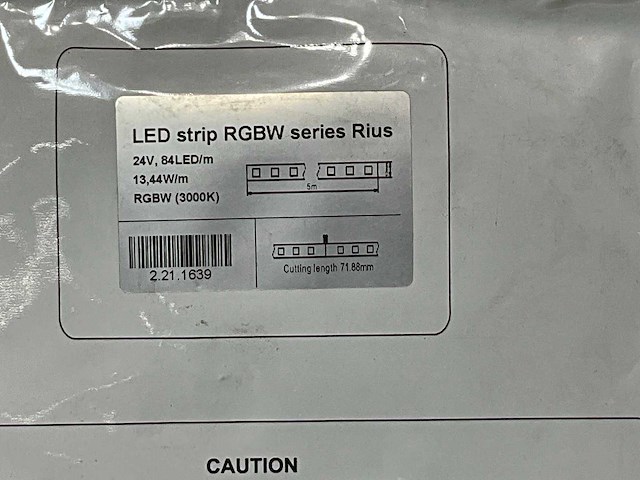 LED strip RGBW series Rius
24V, 84LED/m
13,44W/m
RGBW (3000K)
5m
2.21.1639
Cutting length 71.88mm
CAUTION